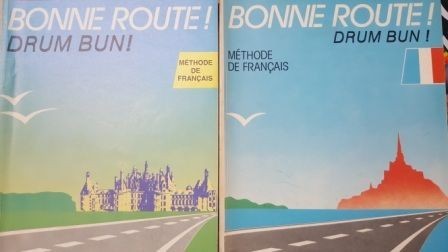 BONNE ROUTE!
DRUM BUN!
MÉTHODE
DE
FRANÇAIS
BONNE ROUTE!
DRUM BUN!
MÉTHODE
DE FRANÇAIS